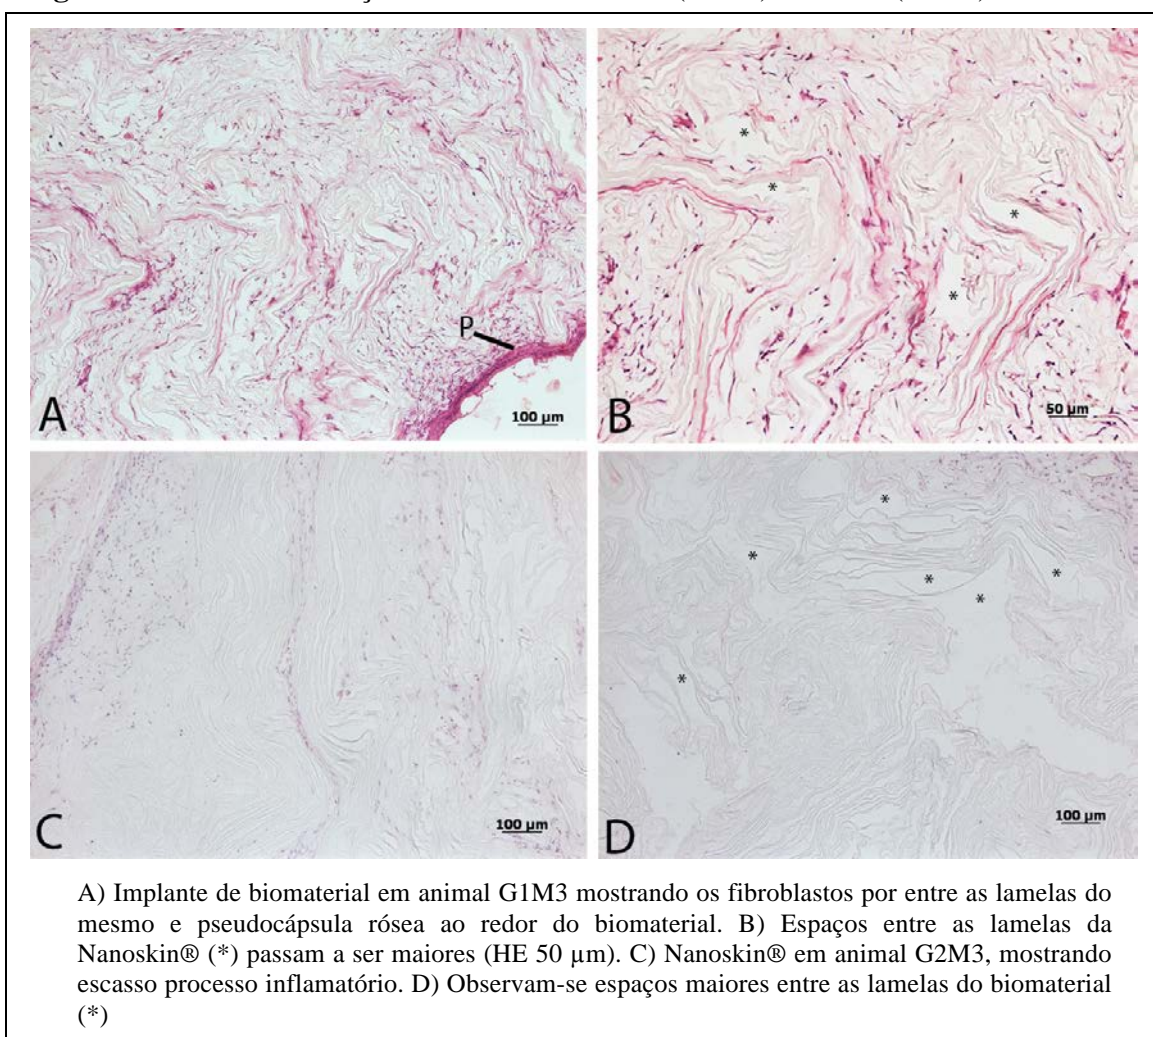 P
A
100 µm
*
*
*
*
B
50 µm
C
100 µm
*
*
*
*
*
*
D
100 µm
A) Implante de biomaterial em animal G1M3 mostrando os fibroblastos por entre as lamelas do
mesmo e pseudocápsula rósea ao redor do biomaterial. B) Espaços entre as lamelas da
Nanoskin® (*) passam a ser maiores (HE 50 µm). C) Nanoskin® em animal G2M3, mostrando
escasso processo inflamatório. D) Observam-se espaços maiores entre as lamelas do biomaterial
(*)